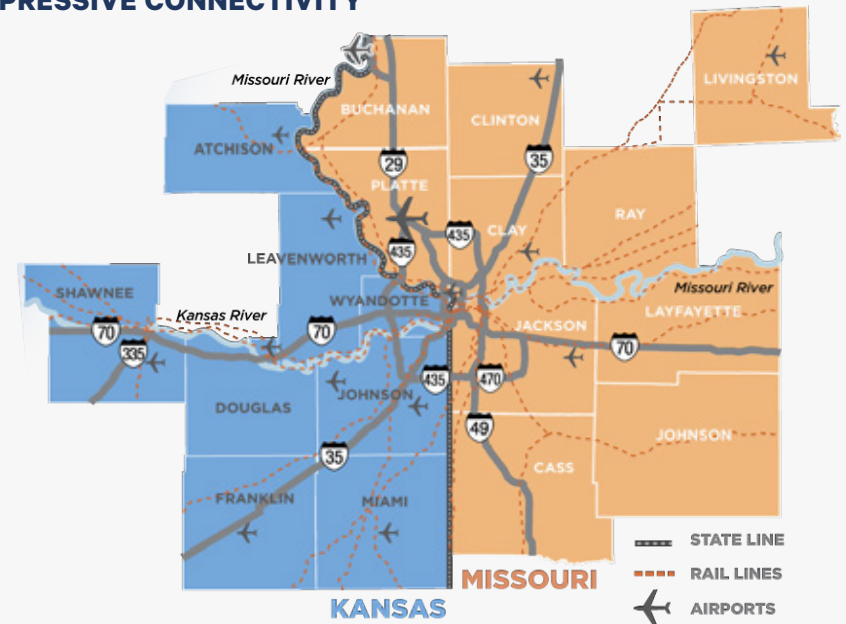 PRESSIVE CONNECTIVITY
Missouri River
LIVINGSTON
BUCHANAN
CLINTON
ATCHISON
29
35
PLATTE
RAY
435
CLAY
435
LEAVENWORTH
SHAWNEE
Missouri River
WYANDOTTE
Kansas River
LAYFAYETTE
70
70
JACKSON
335
70
435
470
JOHNSON
DOUGLAS
49
JOHNSON
35
CASS
FRANKLIN
MIAMI
STATE LINE
MISSOURI
RAIL LINES
KANSAS
AIRPORTS